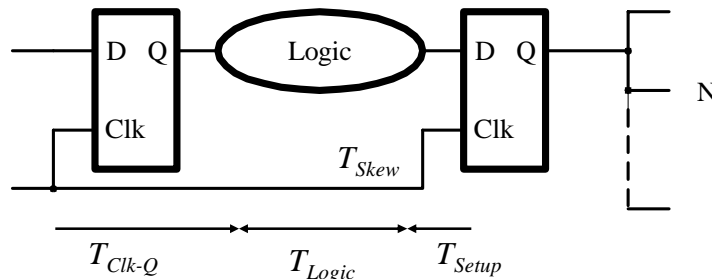 D Q
Logic
D Q
Clk
Clk
N
T_Skew
T_Clk-Q
T_Logic
T_Setup